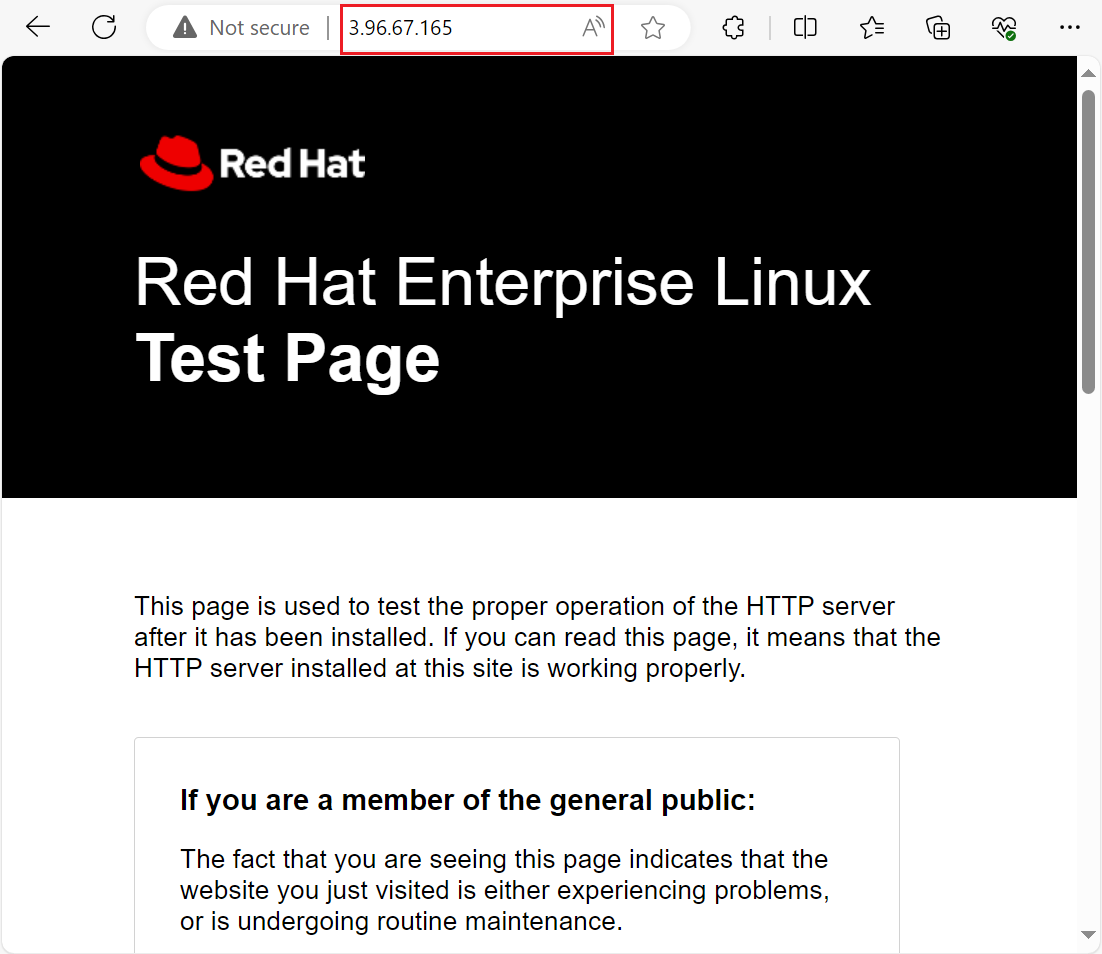 Not secure
3.96.67.165
Red Hat
Red Hat Enterprise Linux
Test Page
This page is used to test the proper operation of the HTTP server
after it has been installed. If you can read this page, it means that the
HTTP server installed at this site is working properly.
If you are a member of the general public:
The fact that you are seeing this page indicates that the
website you just visited is either experiencing problems,
or is undergoing routine maintenance.